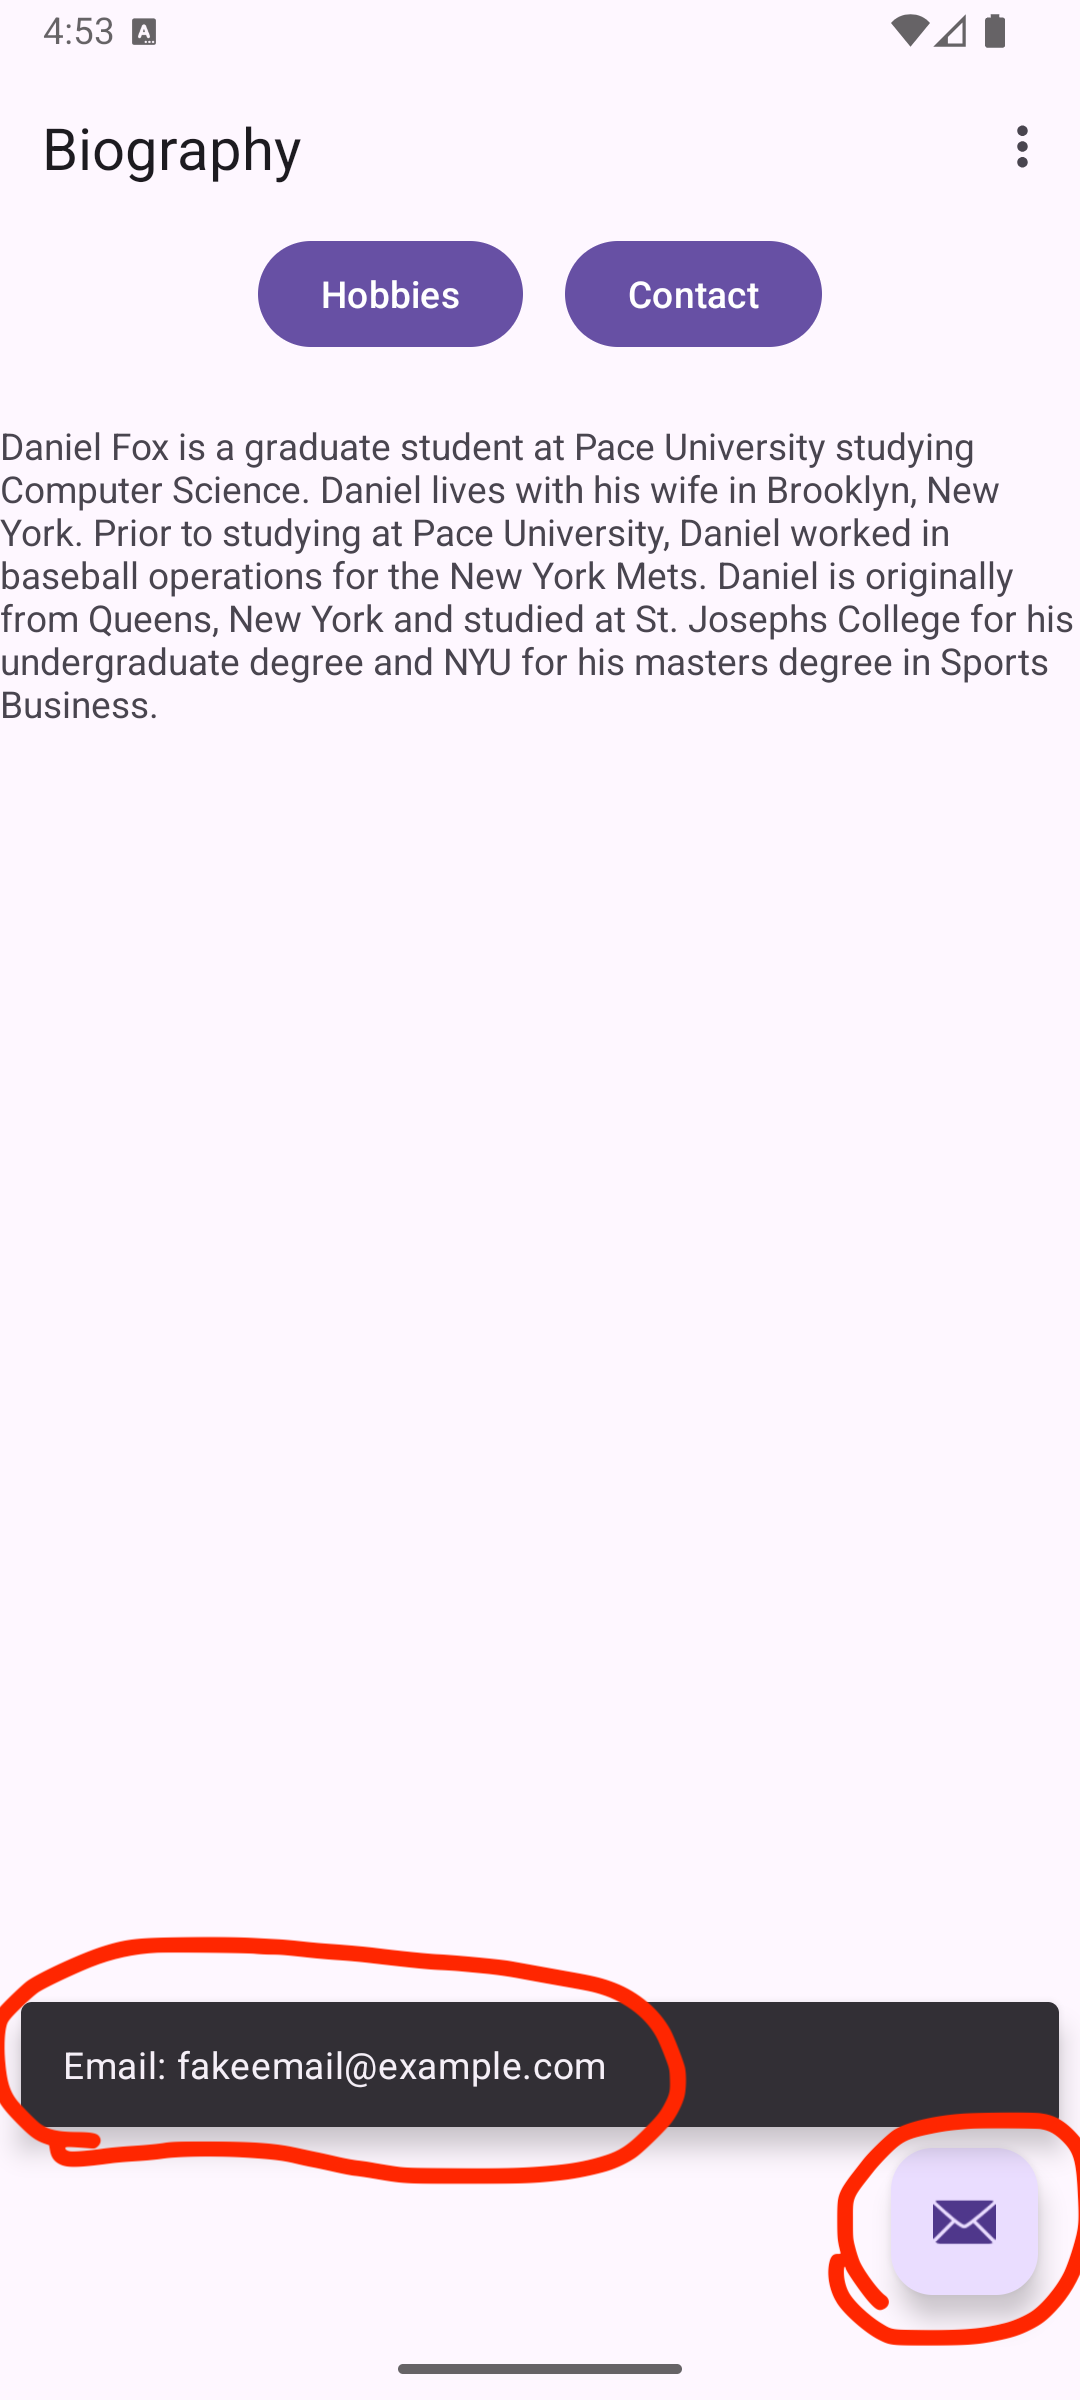 4:53 A
Biography
Hobbies Contact
Daniel Fox is a graduate student at Pace University studying
Computer Science. Daniel lives with his wife in Brooklyn, New
York. Prior to studying at Pace University, Daniel worked in
baseball operations for the New York Mets. Daniel is originally
from Queens, New York and studied at St. Josephs College for his
undergraduate degree and NYU for his masters degree in Sports
Business.
Email: fakeemail@example.com